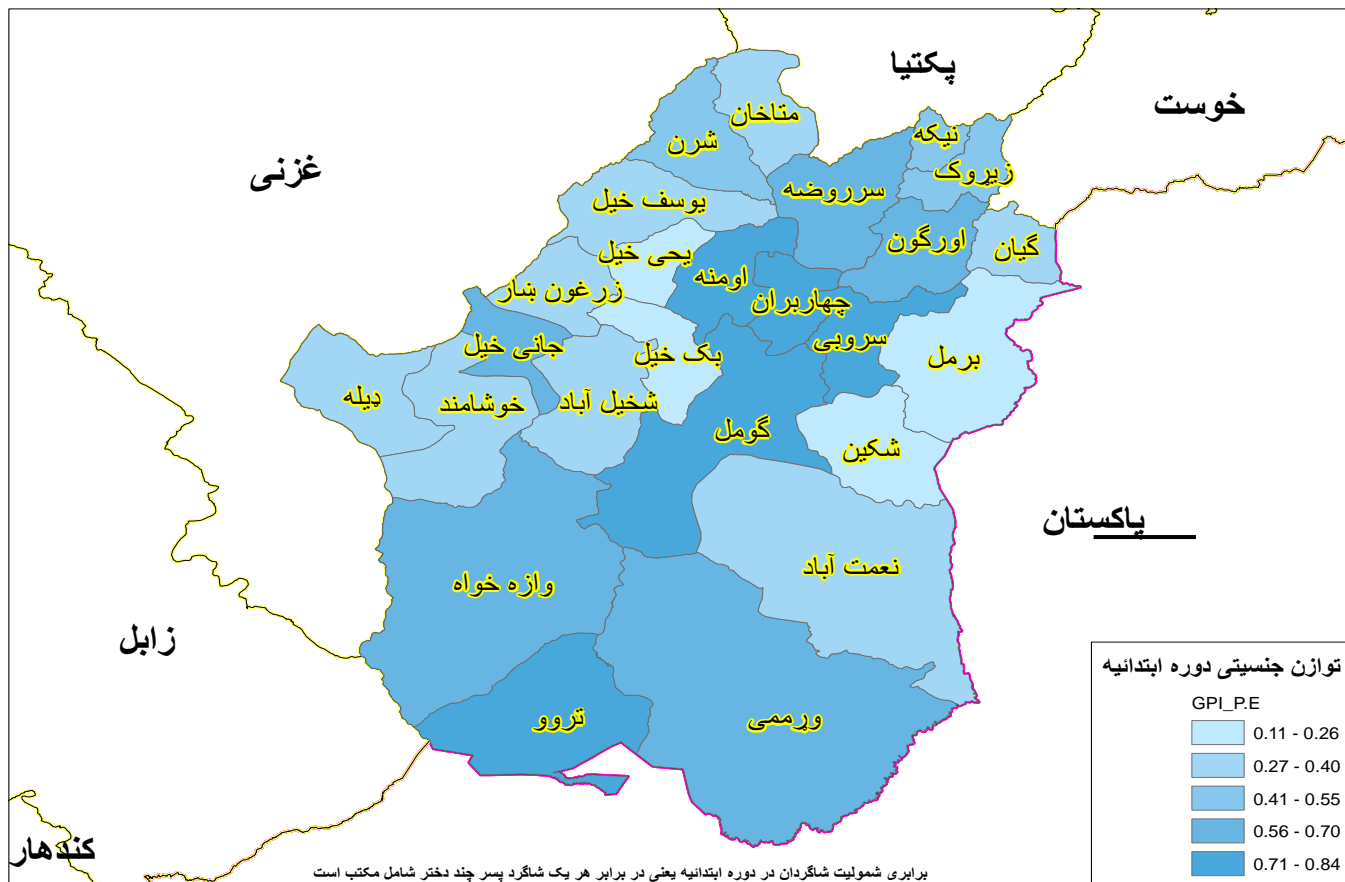 پکتیا
خوست
غزنی
متاخان
نیکه
شرن
زیروک
سرروضه
یوسف خیل
اورگون
گیان
یحی خیل
اومنه
زرغون ښار
چهاربران
سروبی
جانی خیل
بک خیل
برمل
ډیله
خوشامند
شخیل آباد
گومل
شکین
پاکستان
نعمت آباد
وازه خواه
زابل
تروو
وړممی
کندهار
توازن جنسیتی دوره ابتدائیه
GPI_P.E
0.11 - 0.26
0.27 - 0.40
0.41 - 0.55
0.56 - 0.70
0.71 - 0.84
برابری شمولیت شاگردان در دوره ابتدائیه یعنی در برابر هر یک شاگرد پسر چند دختر شامل مکتب است